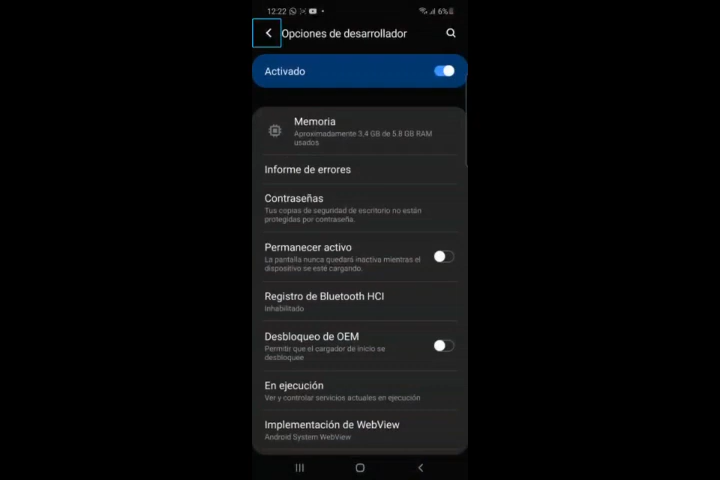 12:22
6%
Opciones de desarrollador
Activado
Memoria
Aproximadamente 3,4 GB de 5,8 GB RAM
usados
Informe de errores
Contraseñas
Tus copias de seguridad de escritorio no están
protegidas por contraseña.
Permanecer activo
La pantalla nunca quedará inactiva mientras el
dispositivo se esté cargando.
Registro de Bluetooth HCI
Inhabilitado
Desbloqueo de OEM
Permitir que el cargador de inicio se
desbloquee
En ejecución
Ver y controlar servicios actuales en ejecución
Implementación de WebView
Android System WebView